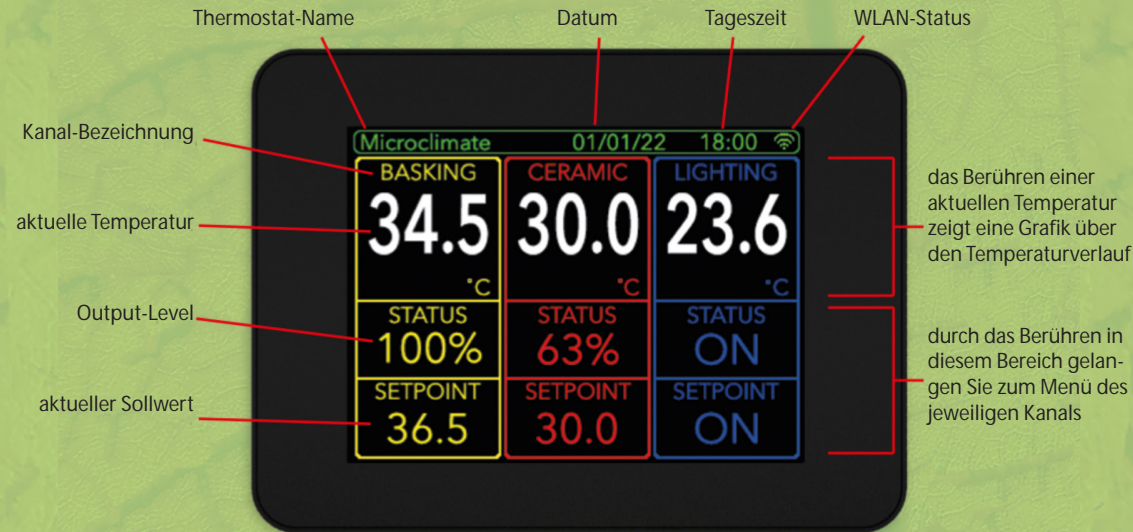 Thermostat-Name
Datum
Tageszeit
WLAN-Status
Kanal-Bezeichnung
aktuelle Temperatur
Output-Level
aktueller Sollwert
Microclimate 01/01/22 18:00
BASKING
34.5
°C
STATUS
100%
SETPOINT
36.5
CERAMIC
30.0
°C
STATUS
63%
SETPOINT
30.0
LIGHTING
23.6
°C
STATUS
ON
SETPOINT
ON
das Berühren einer
aktuellen Temperatur
zeigt eine Grafik über
den Temperaturverlauf
durch das Berühren in
diesem Bereich gelan-
gen Sie zum Menü des
jeweiligen Kanals